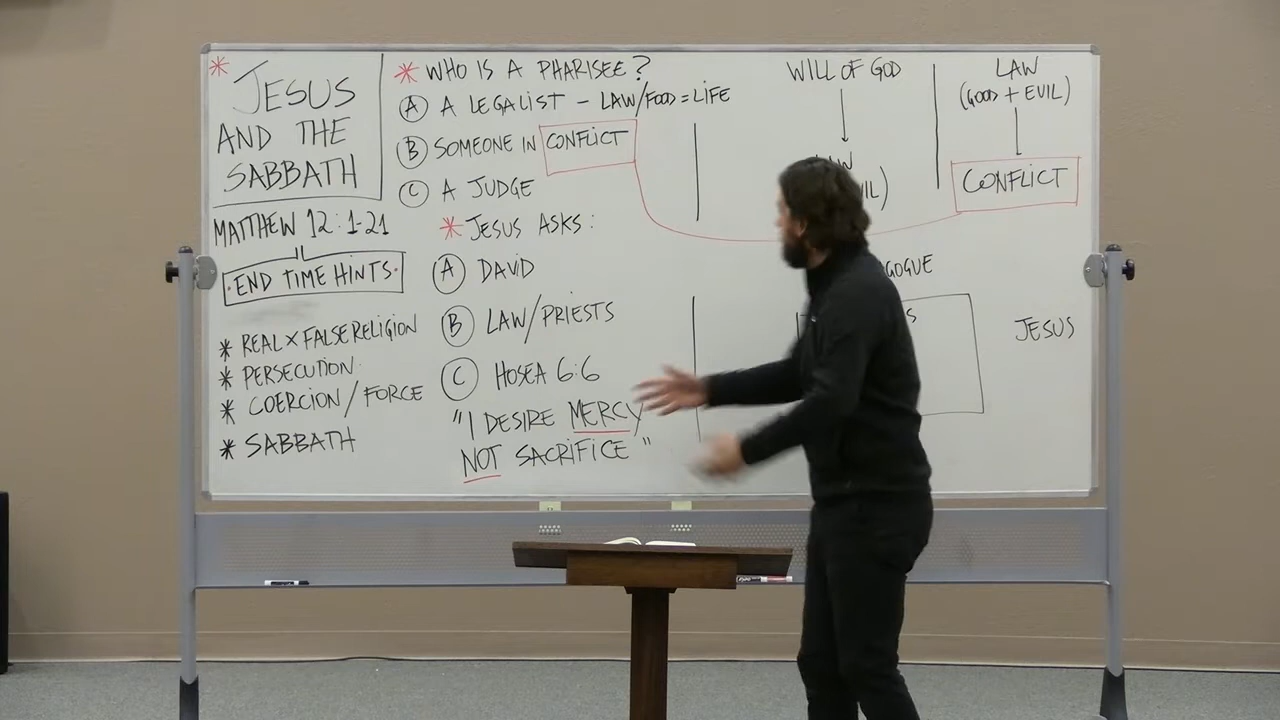 * JESUS
AND THE
SABBATH
MATTHEW 12:1-21
END TIME HINTS
* REAL X FALSE RELIGION
* PERSECUTION
* COERCION/FORCE
* SABBATH
* WHO IS A PHARISEE?
A A LEGALIST - LAW/FOOD = LIFE
B SOMEONE IN CONFLICT
C A JUDGE
* JESUS ASKS:
A DAVID
B LAW/PRIESTS
C HOSEA 6:6
"I DESIRE MERCY
NOT SACRIFICE"
WILL OF GOD
LAW
(GOOD + EVIL)
CONFLICT
JESUS